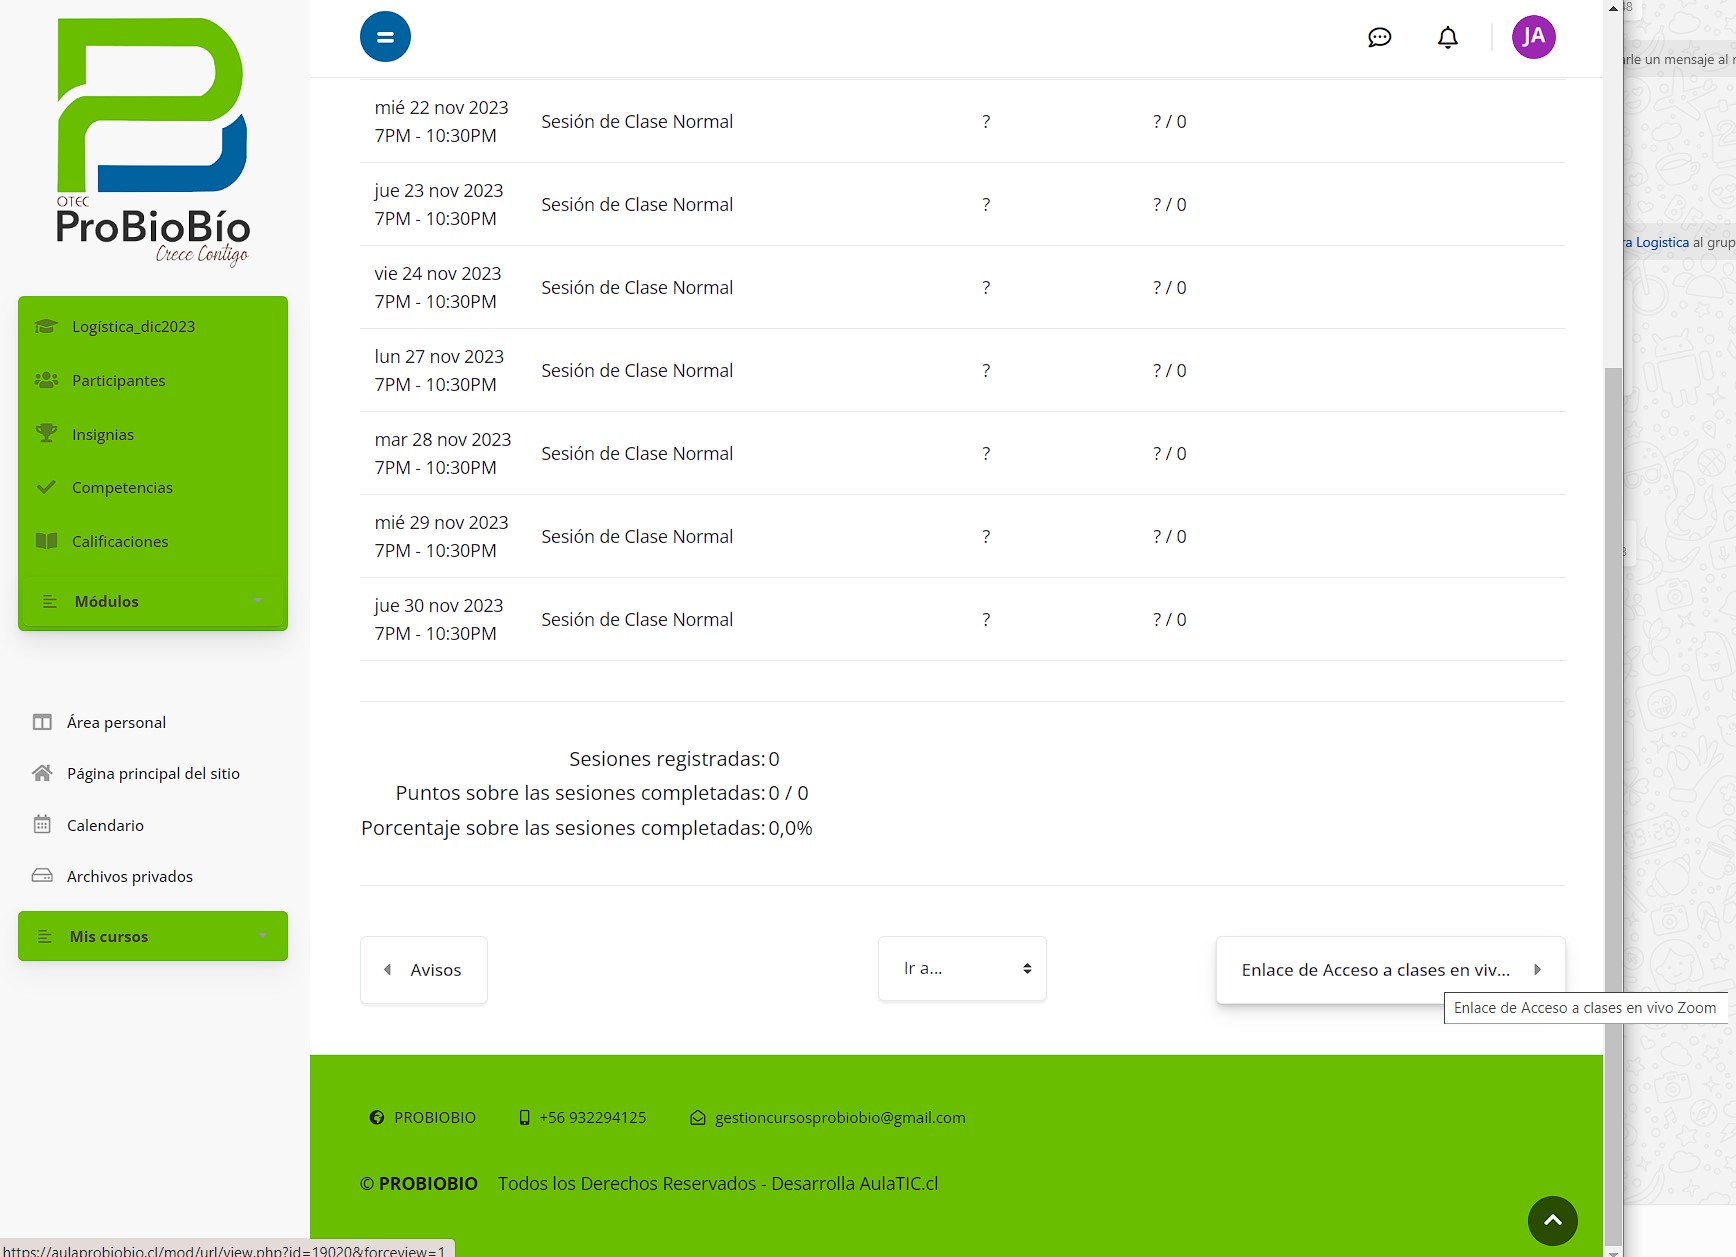 OTEC
ProBioBío
Crece Contigo
Logística_dic2023
Participantes
Insignias
Competencias
Calificaciones
Módulos
Área personal
Página principal del sitio
Calendario
Archivos privados
Mis cursos
JA
mié 22 nov 2023
7PM - 10:30PM
Sesión de Clase Normal
?
? / 0
jue 23 nov 2023
7PM - 10:30PM
Sesión de Clase Normal
?
? / 0
vie 24 nov 2023
7PM - 10:30PM
Sesión de Clase Normal
?
? / 0
lun 27 nov 2023
7PM - 10:30PM
Sesión de Clase Normal
?
? / 0
mar 28 nov 2023
7PM - 10:30PM
Sesión de Clase Normal
?
? / 0
mié 29 nov 2023
7PM - 10:30PM
Sesión de Clase Normal
?
? / 0
jue 30 nov 2023
7PM - 10:30PM
Sesión de Clase Normal
?
? / 0
Sesiones registradas: 0
Puntos sobre las sesiones completadas: 0 / 0
Porcentaje sobre las sesiones completadas: 0,0%
Avisos
Ir a...
Enlace de Acceso a clases en viv...
Enlace de Acceso a clases en vivo Zoom
PROBIOBIO +56 932294125 gestioncursosprobiobio@gmail.com
© PROBIOBIO Todos los Derechos Reservados - Desarrolla AulaTIC.cl
https://aulaprobiobio.cl/mod/url/view.php?id=19020&forceview=1
un mensaje al
Logistica al grup